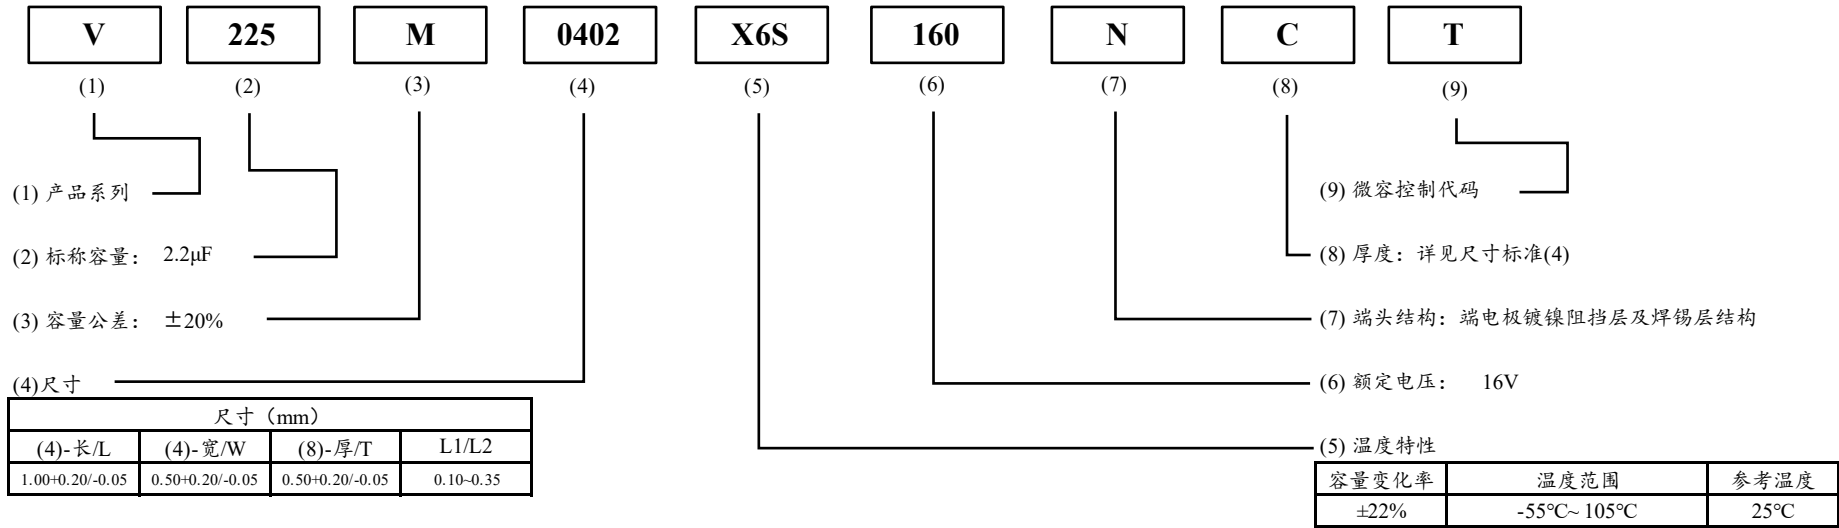 V 225 M 0402 X6S 160 N C T
(1) (2) (3) (4) (5) (6) (7) (8) (9)
(1) 产品系列
(9) 微容控制代码
(2) 标称容量： 2.2μF
(8) 厚度：详见尺寸标准(4)
(3) 容量公差： ±20%
(7) 端头结构：端电极镀镍阻挡层及焊锡层结构
(4)尺寸
(6) 额定电压： 16V
尺寸（mm）
(4)-长/L (4)-宽/W (8)-厚/T L1/L2
1.00+0.20/-0.05 0.50+0.20/-0.05 0.50+0.20/-0.05 0.10~0.35
(5) 温度特性
容量变化率 温度范围 参考温度
±22% -55℃~ 105℃ 25℃